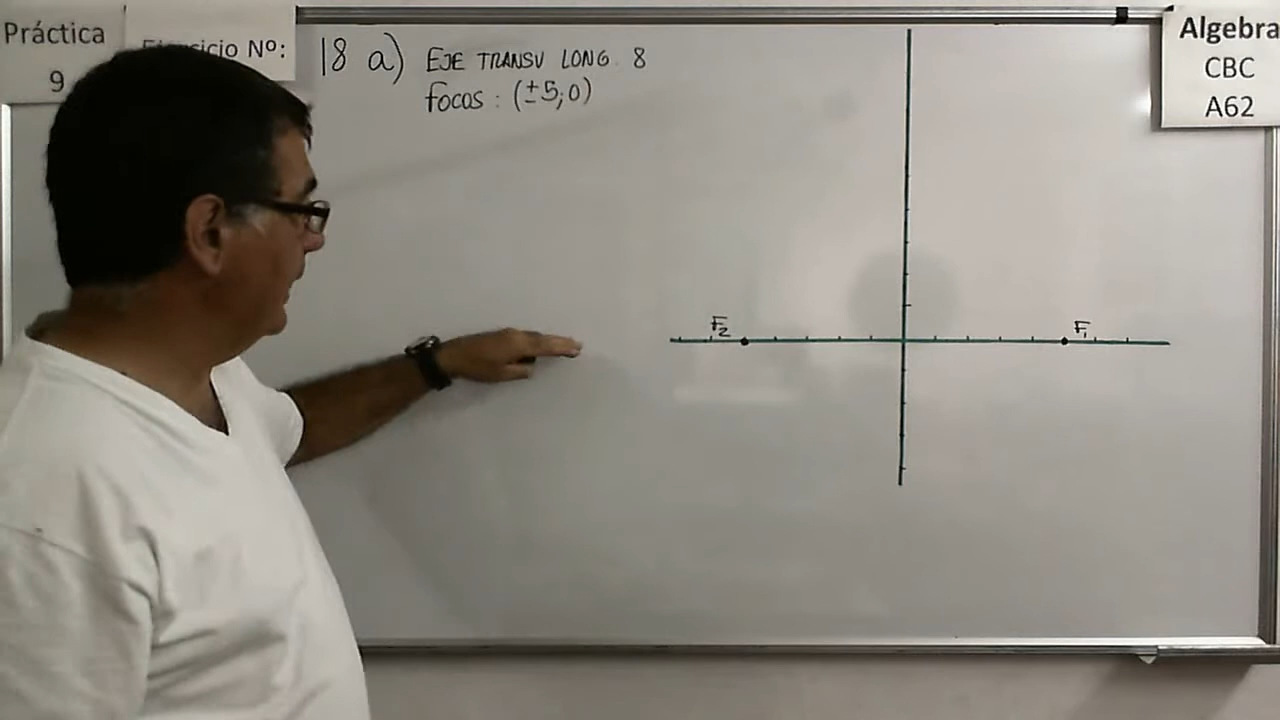 Práctica
9
Ejercicio Nº:
18 a) EJE TRANSV LONG. 8
focos : (±5;0)
Algebra
CBC
A62
F₂
F₁